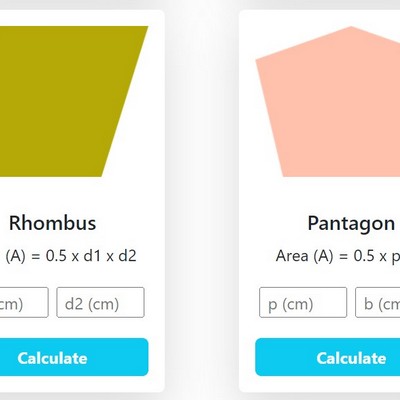 Rhombus
(A) = 0.5 x d1 x d2
cm)
d2 (cm)
Calculate
Pantagon
Area (A) = 0.5 x p
p (cm)
b (cm
Calculate